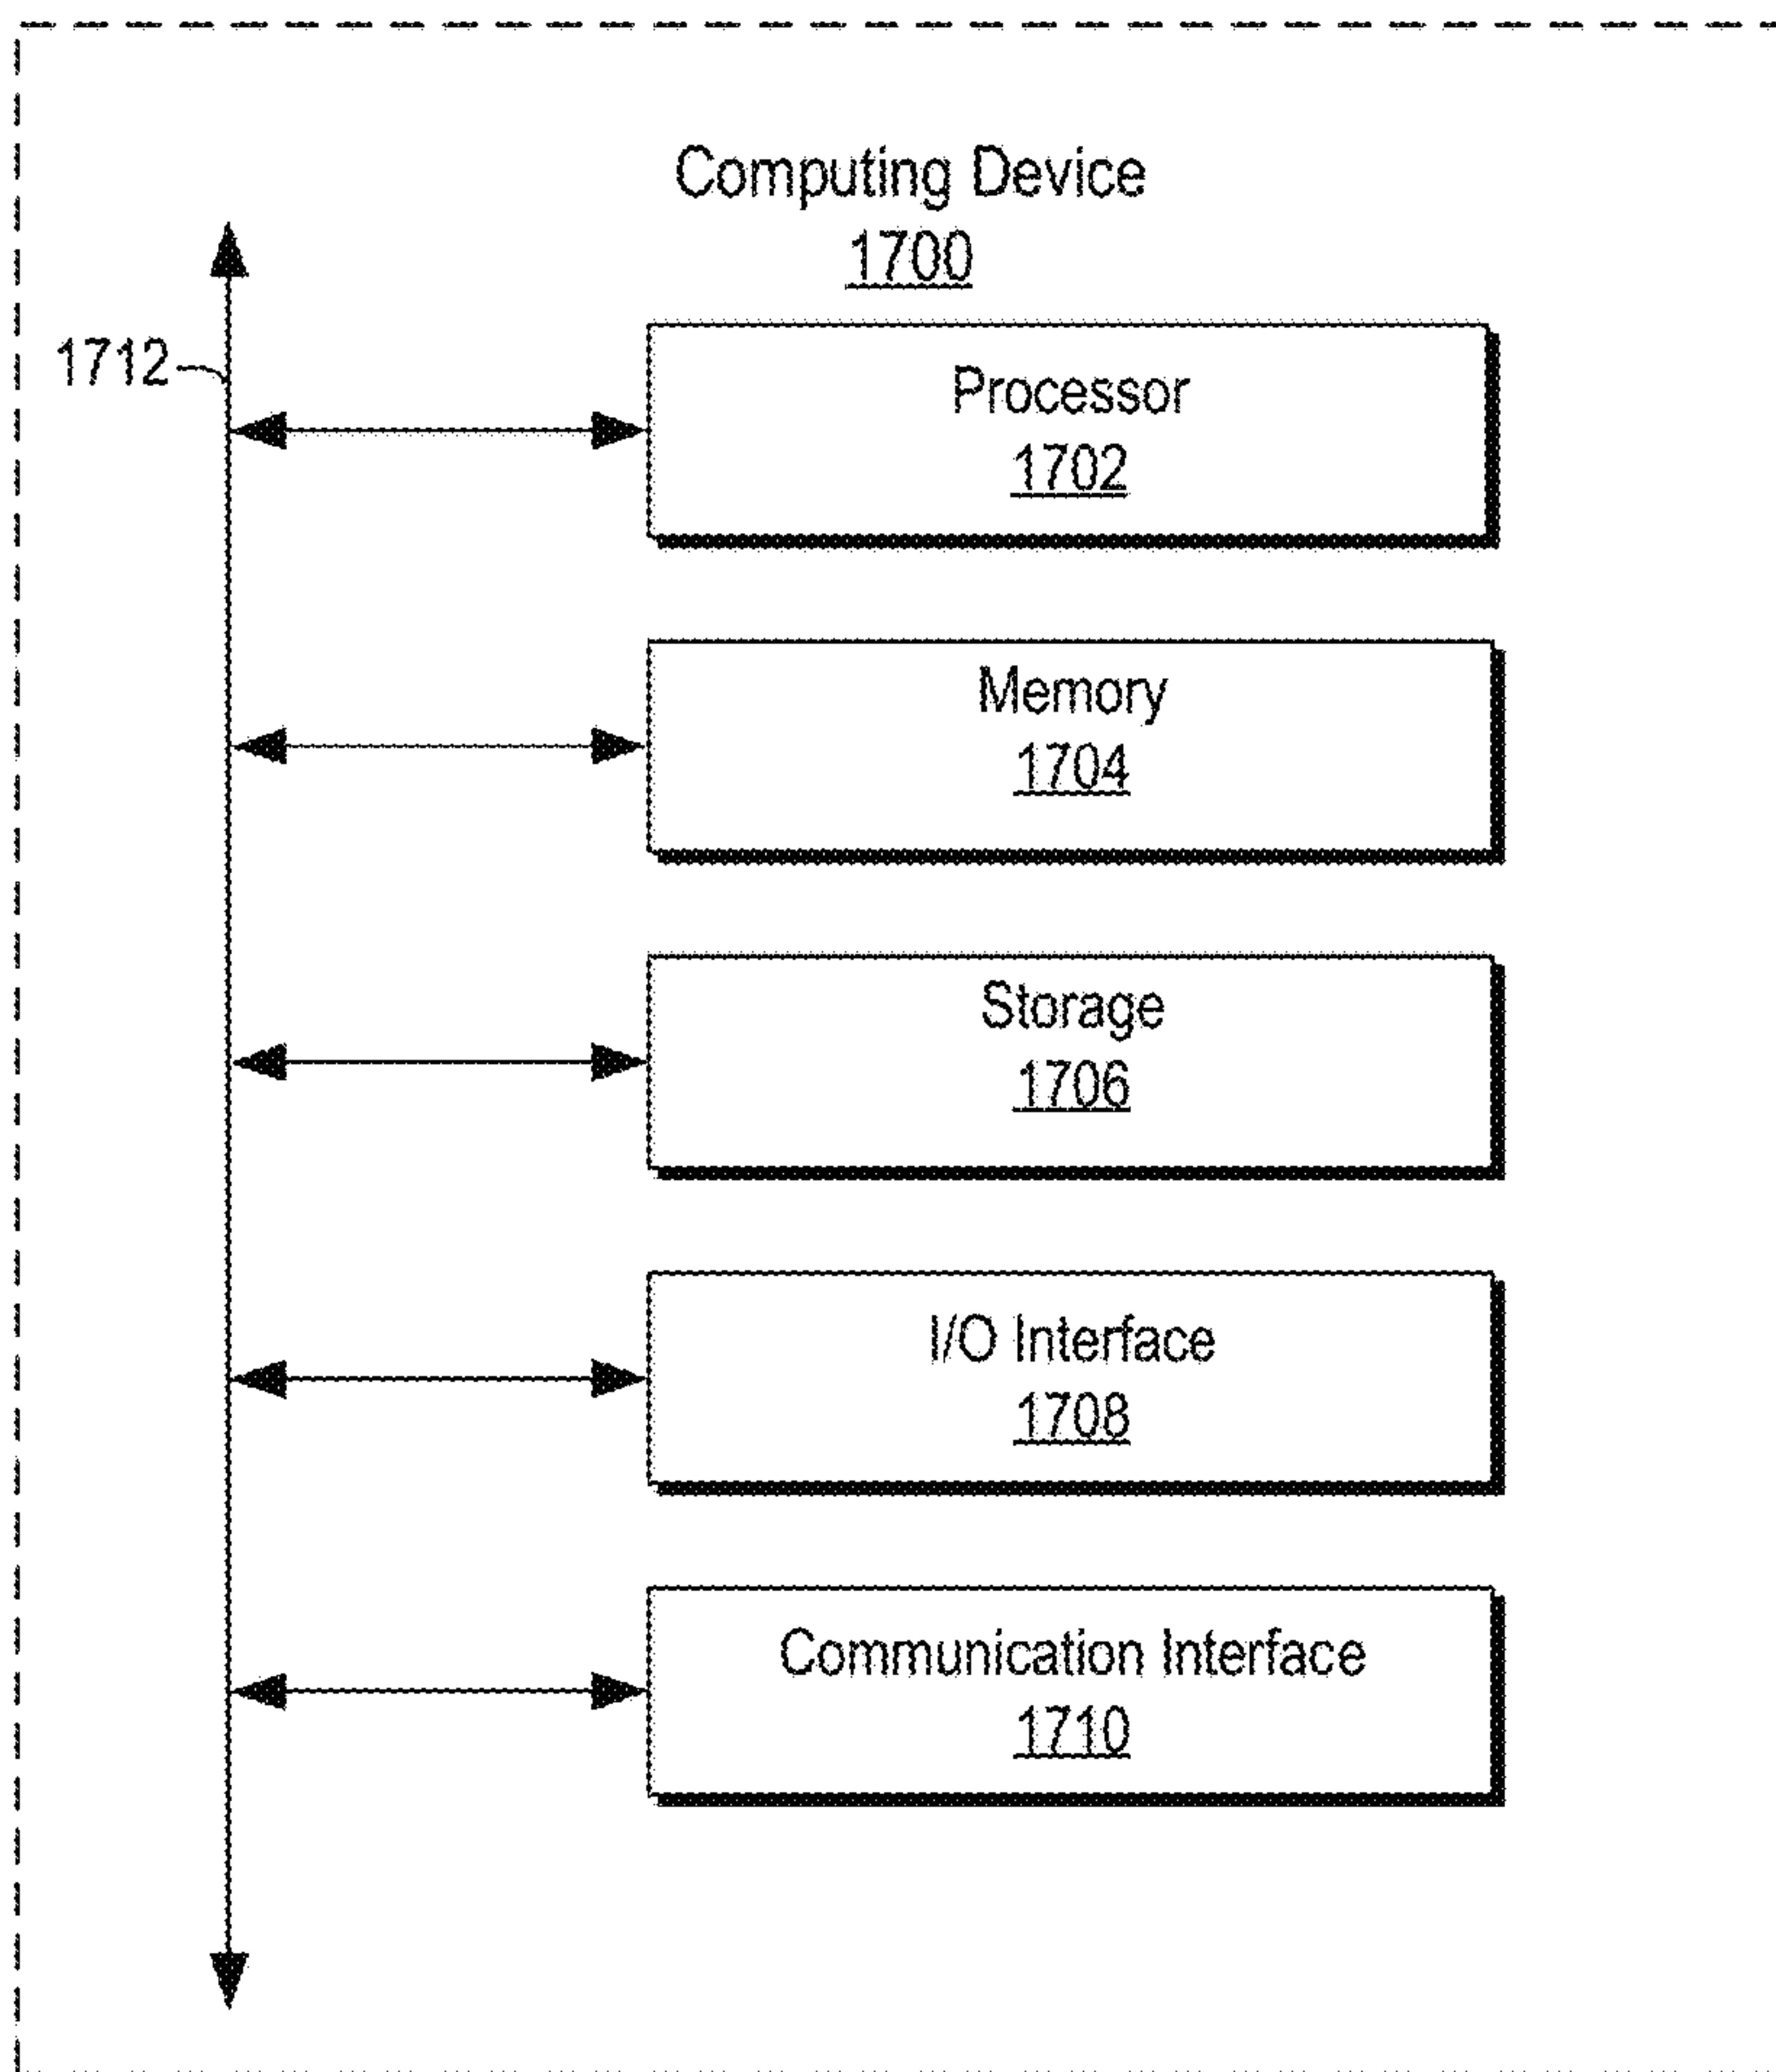 Computing Device
1700
1712
Processor
1702
Memory
1704
Storage
1706
I/O Interface
1708
Communication Interface
1710